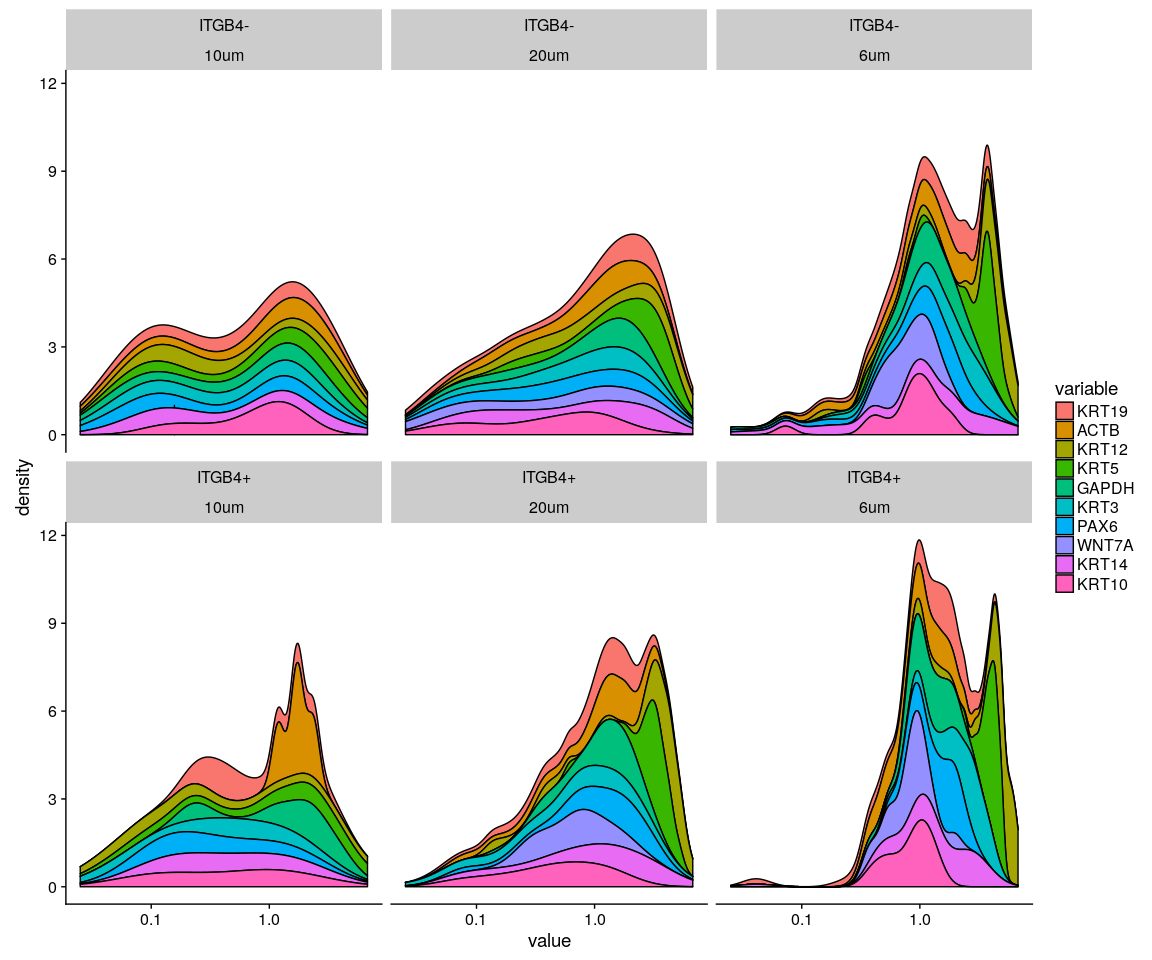 ITGB4-
10um
ITGB4-
20um
ITGB4-
6um
12
9
6
3
0
ITGB4+
10um
ITGB4+
20um
ITGB4+
6um
12
9
6
3
0
0.1
1.0
0.1
1.0
0.1
1.0
value
density
variable
KRT19
ACTB
KRT12
KRT5
GAPDH
KRT3
PAX6
WNT7A
KRT14
KRT10